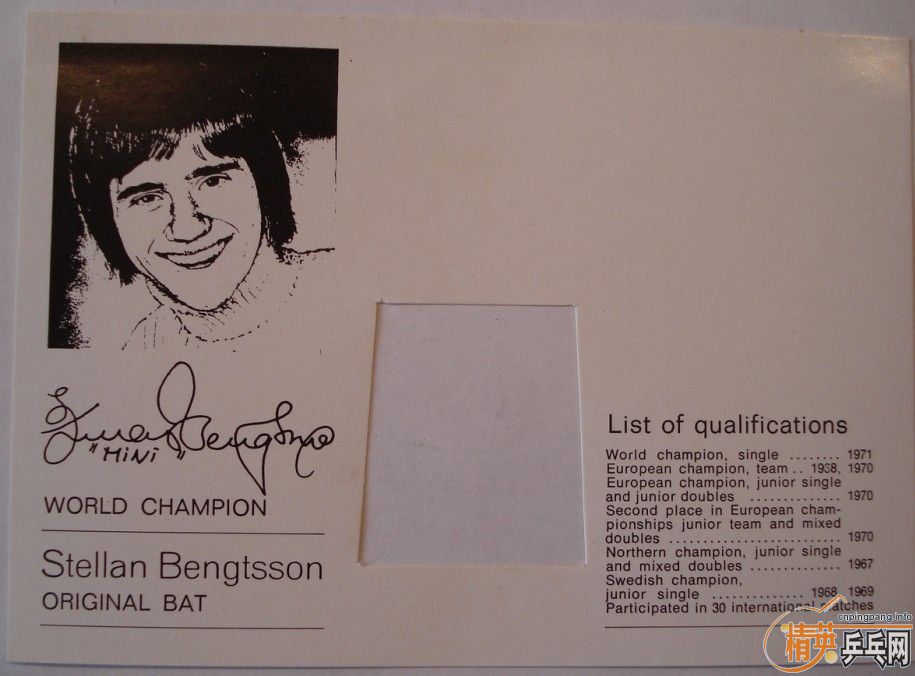 Stellan Bengtsson
"MINI"
WORLD CHAMPION
Stellan Bengtsson
ORIGINAL BAT
List of qualifications
World champion, single ........ 1971
European champion, team .. 1968, 1970
European champion, junior single
and junior doubles .............. 1970
Second place in European cham-
pionships junior team and mixed
doubles .......................... 1970
Northern champion, junior single
and mixed doubles .............. 1967
Swedish champion,
junior single .............. 1968 1969
Participated in 30 international matches
cnpingpang.info
精英乒乓网